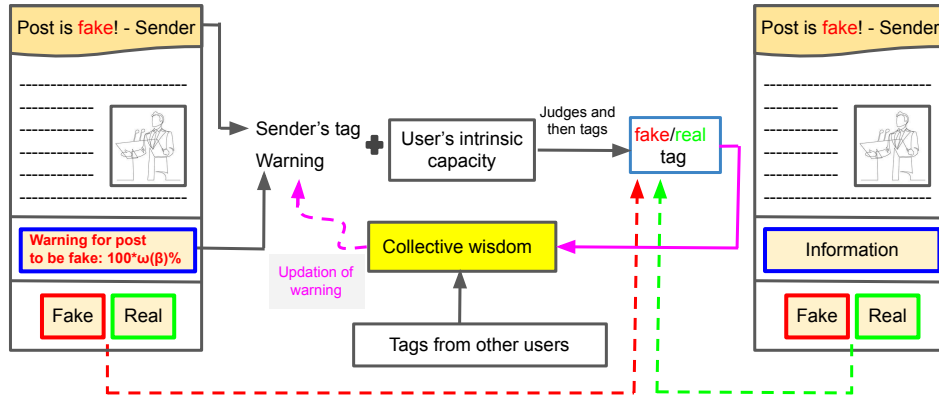 Post is fake! - Sender
Warning for post
to be fake: 100*ω(β)%
Fake
Real
Sender's tag
Warning
User's intrinsic
capacity
Judges and
then tags
fake/real
tag
Collective wisdom
Updation of
warning
Tags from other users
Post is fake! - Sender
Information
Fake
Real